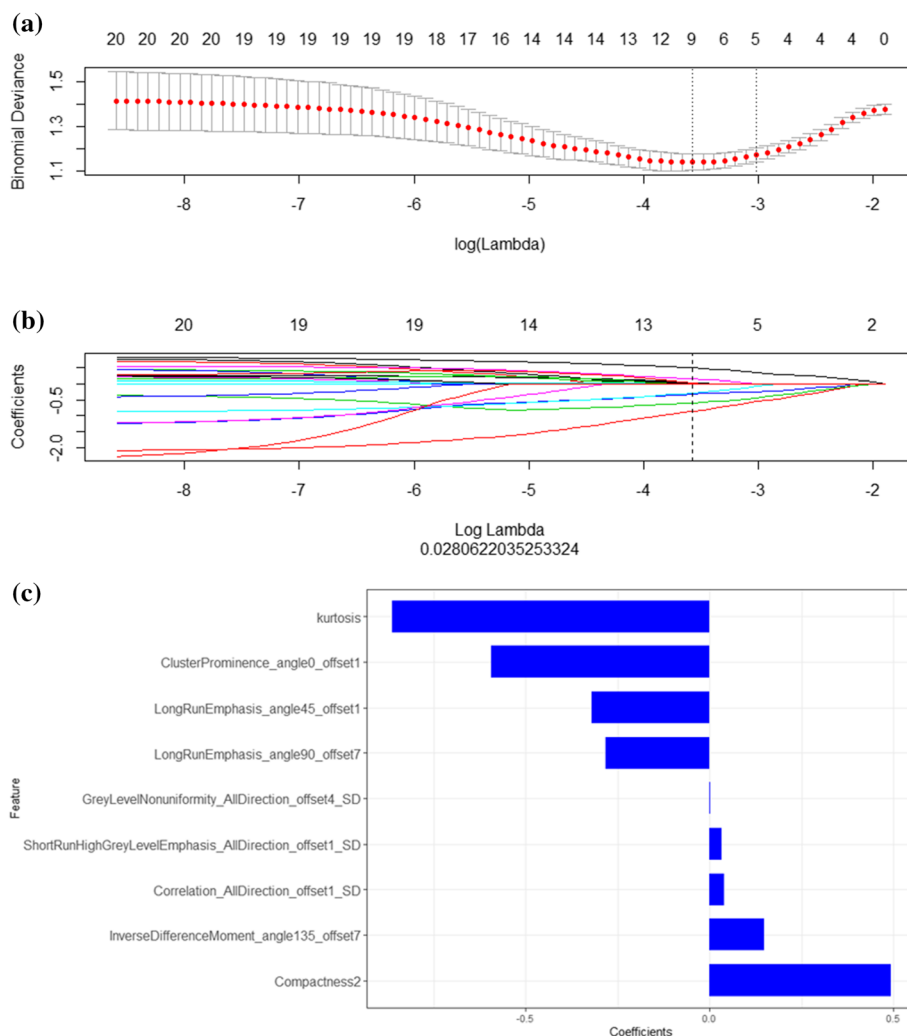 (a)
20 20 20 20 19 19 19 19 19 19 18 17 16 14 14 14 13 12 9 6 5 4 4 4 0
Binomial Deviance
1.5
1.3
1.1
-8 -7 -6 -5 -4 -3 -2
log(Lambda)
(b)
20 19 19 14 13 5 2
Coefficients
-0.5
-2.0
-8 -7 -6 -5 -4 -3 -2
Log Lambda
0.0280622035253324
(c)
Feature
kurtosis
ClusterProminence_angle0_offset1
LongRunEmphasis_angle45_offset1
LongRunEmphasis_angle90_offset7
GreyLevelNonuniformity_AllDirection_offset4_SD
ShortRunHighGreyLevelEmphasis_AllDirection_offset1_SD
Correlation_AllDirection_offset1_SD
InverseDifferenceMoment_angle135_offset7
Compactness2
-0.5 0.0 0.5
Coefficients